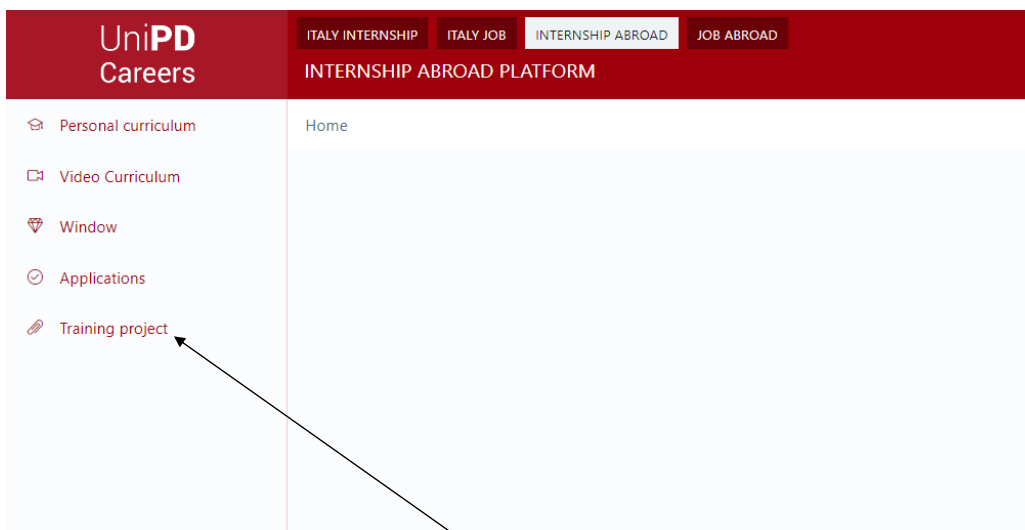 UniPD
Careers
ITALY INTERNSHIP ITALY JOB INTERNSHIP ABROAD JOB ABROAD
INTERNSHIP ABROAD PLATFORM
Personal curriculum
Video Curriculum
Window
Applications
Training project
Home